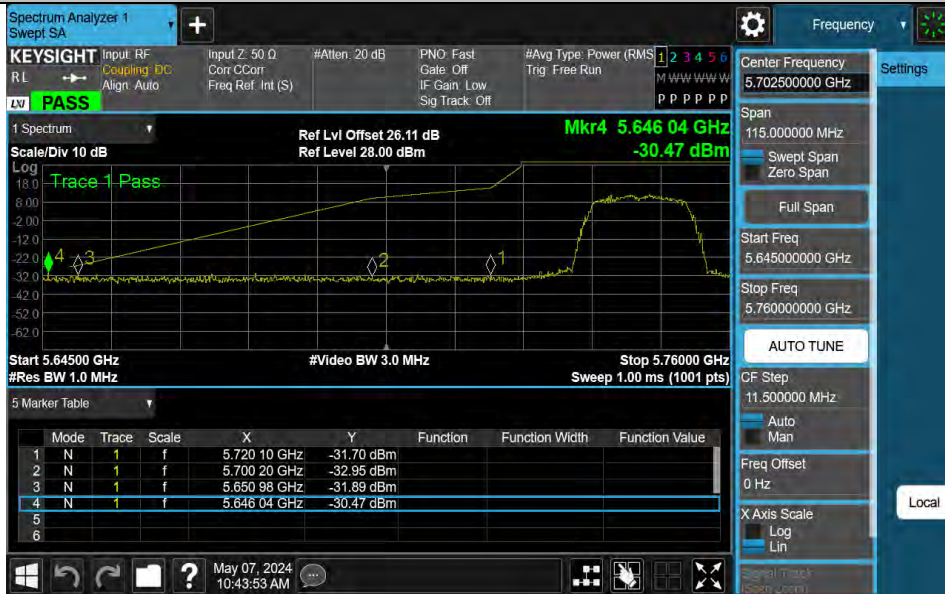 Spectrum Analyzer 1
Swept SA
+
Frequency
KEYSIGHT
RL
LXI
PASS
Input: RF
Coupling: DC
Align: Auto
Input Z: 50 Ω
Corr CCorr
Freq Ref: Int (S)
#Atten: 20 dB
PNO: Fast
Gate: Off
IF Gain: Low
Sig Track: Off
#Avg Type: Power (RMS
Trig: Free Run
1 2 3 4 5 6
M W W W W W
P P P P P P
1 Spectrum
Scale/Div 10 dB
Ref Lvl Offset 26.11 dB
Ref Level 28.00 dBm
Mkr4 5.646 04 GHz
-30.47 dBm
Log
Trace 1 Pass
18.0
8.00
-2.00
-12.0
-22.0
-32.0
-42.0
-52.0
-62.0
4
3
2
1
Start 5.64500 GHz
#Res BW 1.0 MHz
#Video BW 3.0 MHz
Stop 5.76000 GHz
Sweep 1.00 ms (1001 pts)
5 Marker Table
Mode Trace Scale X Y Function Function Width Function Value
1 N 1 f 5.720 10 GHz -31.70 dBm
2 N 1 f 5.700 20 GHz -32.95 dBm
3 N 1 f 5.650 98 GHz -31.89 dBm
4 N 1 f 5.646 04 GHz -30.47 dBm
5
6
?
May 07, 2024
10:43:53 AM
Center Frequency
5.702500000 GHz
Span
115.000000 MHz
Swept Span
Zero Span
Full Span
Start Freq
5.645000000 GHz
Stop Freq
5.760000000 GHz
AUTO TUNE
CF Step
11.500000 MHz
Auto
Man
Freq Offset
0 Hz
X Axis Scale
Log
Lin
Signal Track
(Span Zoom)
Settings
Local